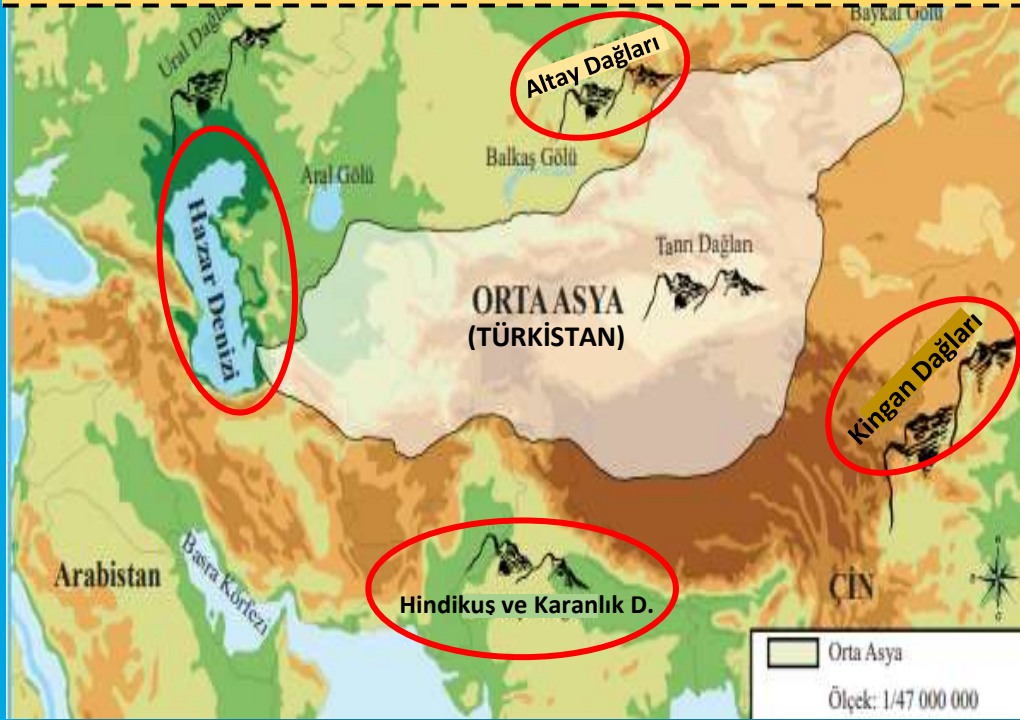 Ural Dağları
Altay Dağları
Baykal Gölü
Balkaş Gölü
Aral Gölü
Hazar Denizi
Tanrı Dağları
ORTA ASYA
(TÜRKİSTAN)
Kingan Dağları
Arabistan
Basra Körfezi
Hindikuş ve Karanlık D.
ÇİN
Orta Asya
Ölçek: 1/47 000 000